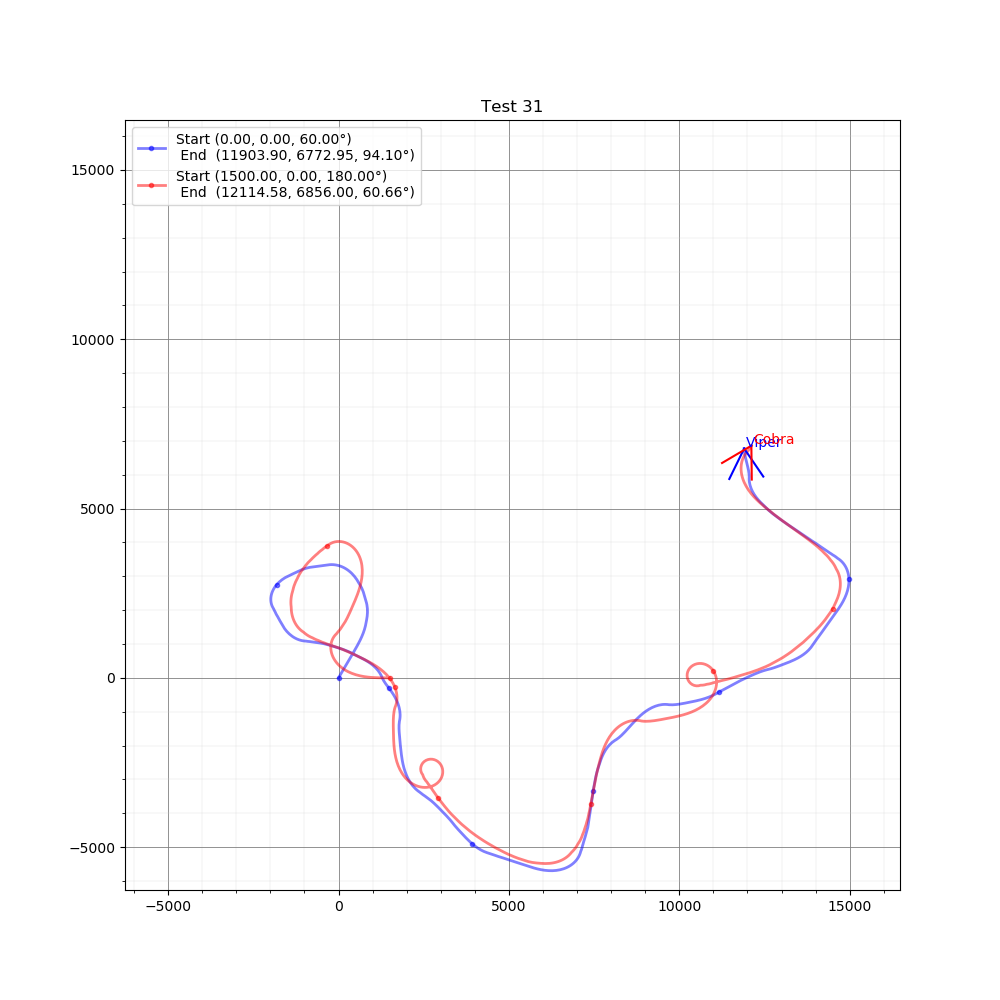 Test 31
Start (0.00, 0.00, 60.00°)
End (11903.90, 6772.95, 94.10°)
Start (1500.00, 0.00, 180.00°)
End (12114.58, 6856.00, 60.66°)
15000
10000
5000
0
−5000
Viper
Cobra
−5000
0
5000
10000
15000